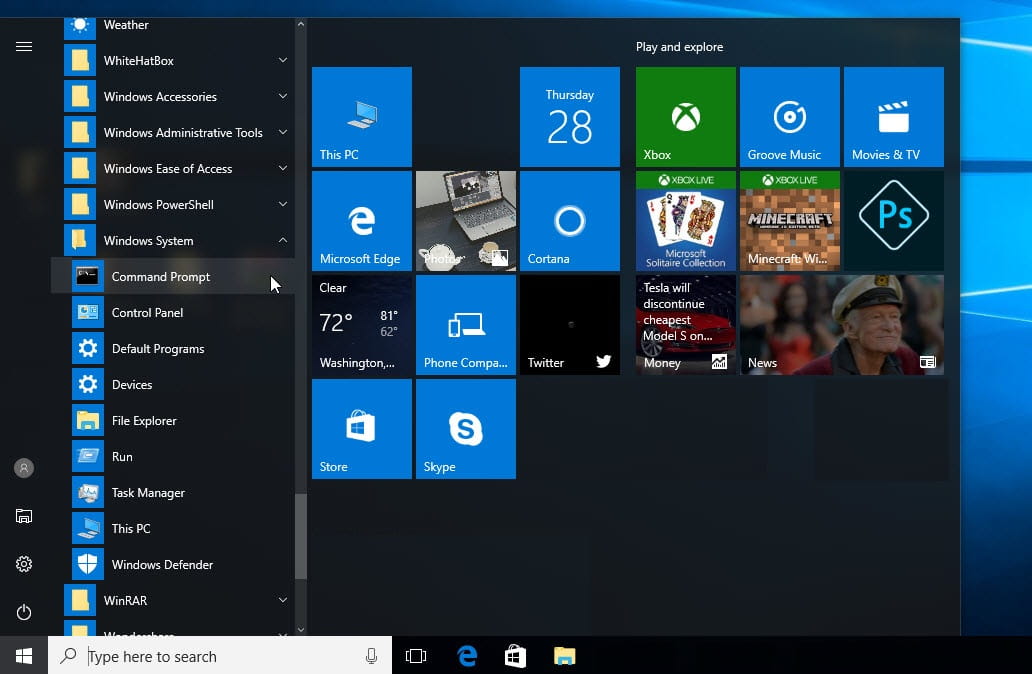 Weather
WhiteHatBox
Windows Accessories
Windows Administrative Tools
Windows Ease of Access
Windows PowerShell
Windows System
Command Prompt
Control Panel
Default Programs
Devices
File Explorer
Run
Task Manager
This PC
Windows Defender
WinRAR
Wondershare
Type here to search
This PC
Thursday
28
Microsoft Edge
Photos
Cortana
Clear
72° 81°
62°
Washington,...
Phone Compa...
Twitter
Store
Skype
Play and explore
Xbox
Groove Music
Movies & TV
XBOX LIVE
Microsoft
Solitaire Collection
XBOX LIVE
MINECRAFT
Minecraft: Wi...
Ps
Tesla will
discontinue
cheapest
Model S on...
Money
News